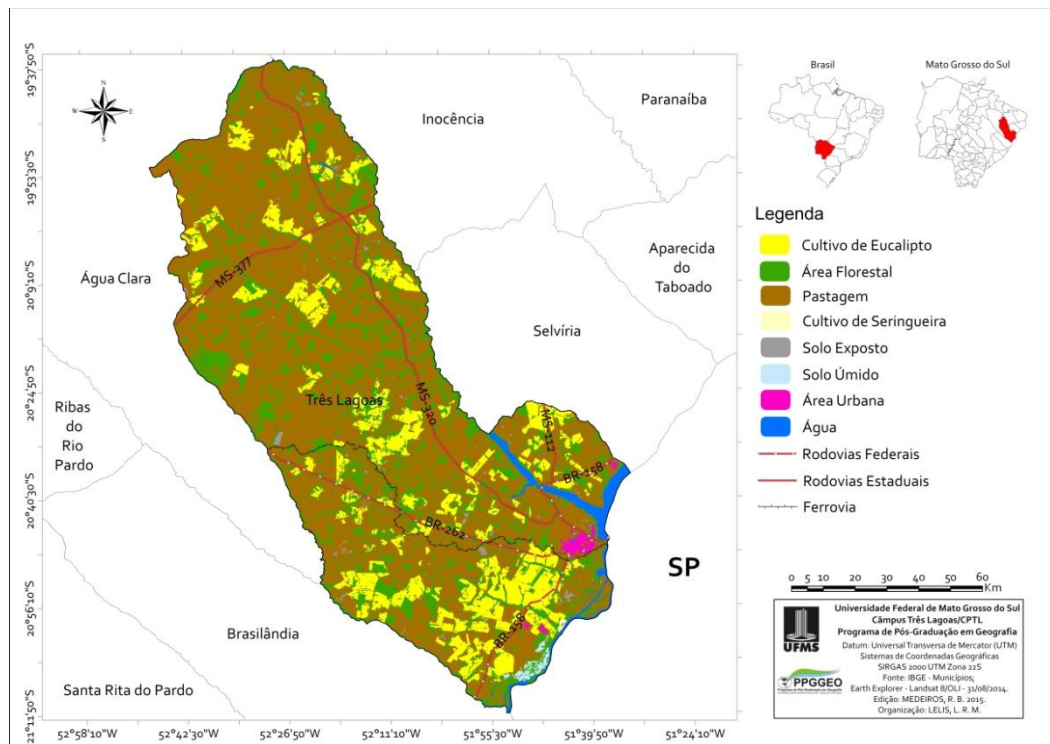 Brasil
Mato Grosso do Sul
19°37'50"S
19°53'30"S
20°9'10"S
20°24'50"S
20°40'30"S
20°56'10"S
21°11'50"S
N
W
E
S
Inocência
Paranaíba
Água Clara
Aparecida
do
Taboado
Selvíria
Ribas
do
Rio
Pardo
Três Lagoas
MS-377
MS-320
MS-112
BR-158
BR-262
BR-158
SP
Brasilândia
Santa Rita do Pardo
52°58'10"W
52°42'30"W
52°26'50"W
52°11'10"W
51°55'30"W
51°39'50"W
51°24'10"W
Legenda
Cultivo de Eucalipto
Área Florestal
Pastagem
Cultivo de Seringueira
Solo Exposto
Solo Úmido
Área Urbana
Água
Rodovias Federais
Rodovias Estaduais
Ferrovia
0 5 10 20 30 40 50 60
Km
UFMS
PPGGEO
Programa de Pós-Graduação em Geografia
Universidade Federal de Mato Grosso do Sul
Câmpus Três Lagoas/CPTL
Programa de Pós-Graduação em Geografia
Datum: Universal Transversa de Mercator (UTM)
Sistemas de Coordenadas Geográficas
SIRGAS 2000 UTM Zona 22S
Fonte: IBGE - Municípios;
Earth Explorer - Landsat 8/OLI - 31/08/2014.
Edição: MEDEIROS, R. B. 2015.
Organização: LELIS, L. R. M.